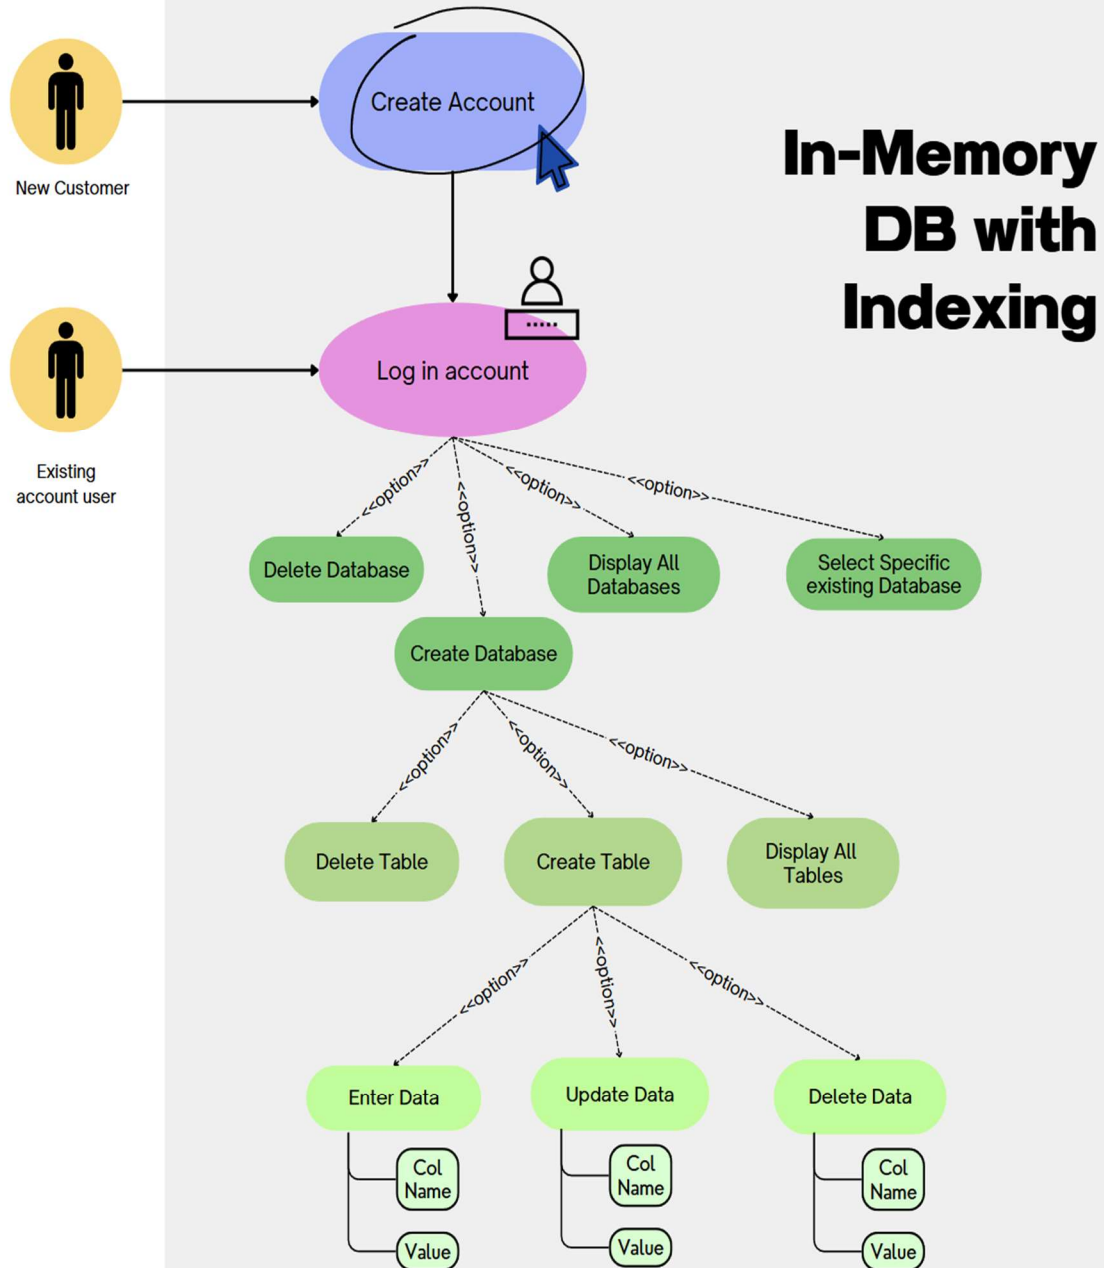 Create Account
New Customer
In-Memory
DB with
Indexing
Log in account
Existing
account user
<<option>>
<<option>>
<<option>>
<<option>>
Delete Database
Display All
Databases
Select Specific
existing Database
Create Database
<<option>>
<<option>>
<<option>>
Delete Table
Create Table
Display All
Tables
<<option>>
<<option>>
<<option>>
Enter Data
Update Data
Delete Data
Col
Name
Col
Name
Col
Name
Value
Value
Value